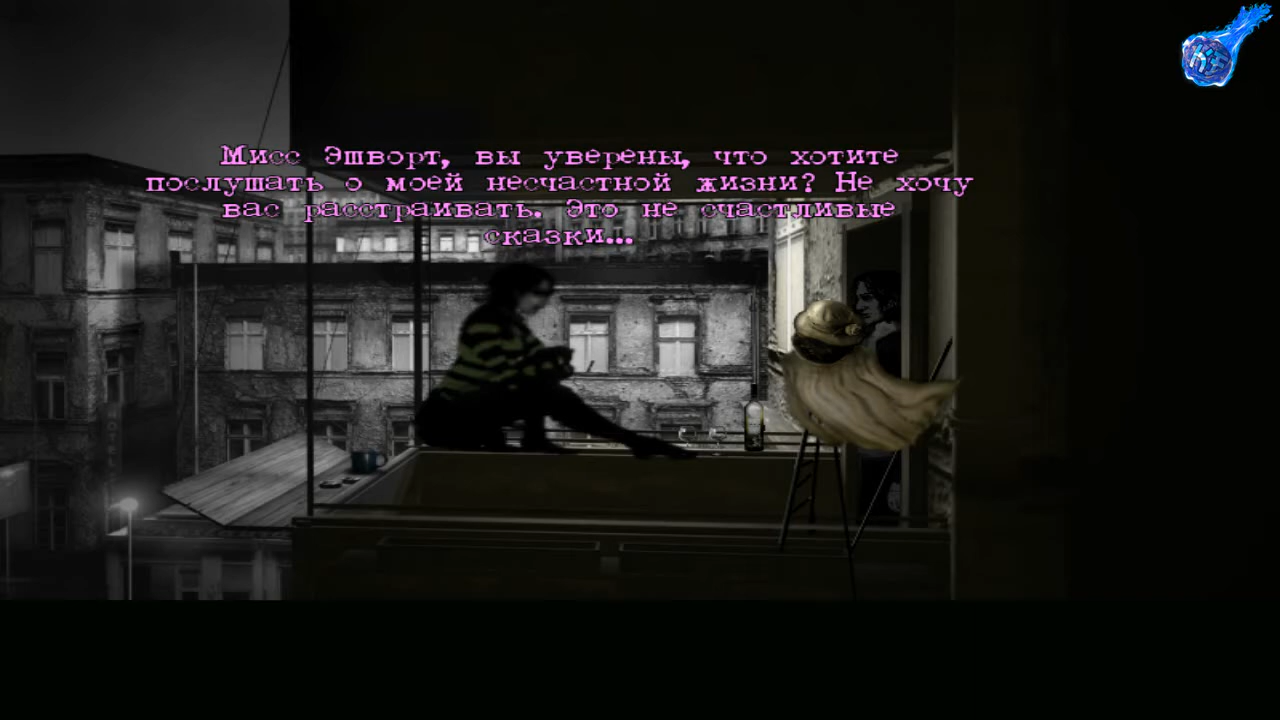 Мисс Эшворт, вы уверены, что хотите
послушать о моей несчастной жизни? Не хочу
вас расстраивать. Это не счастливые
сказки...